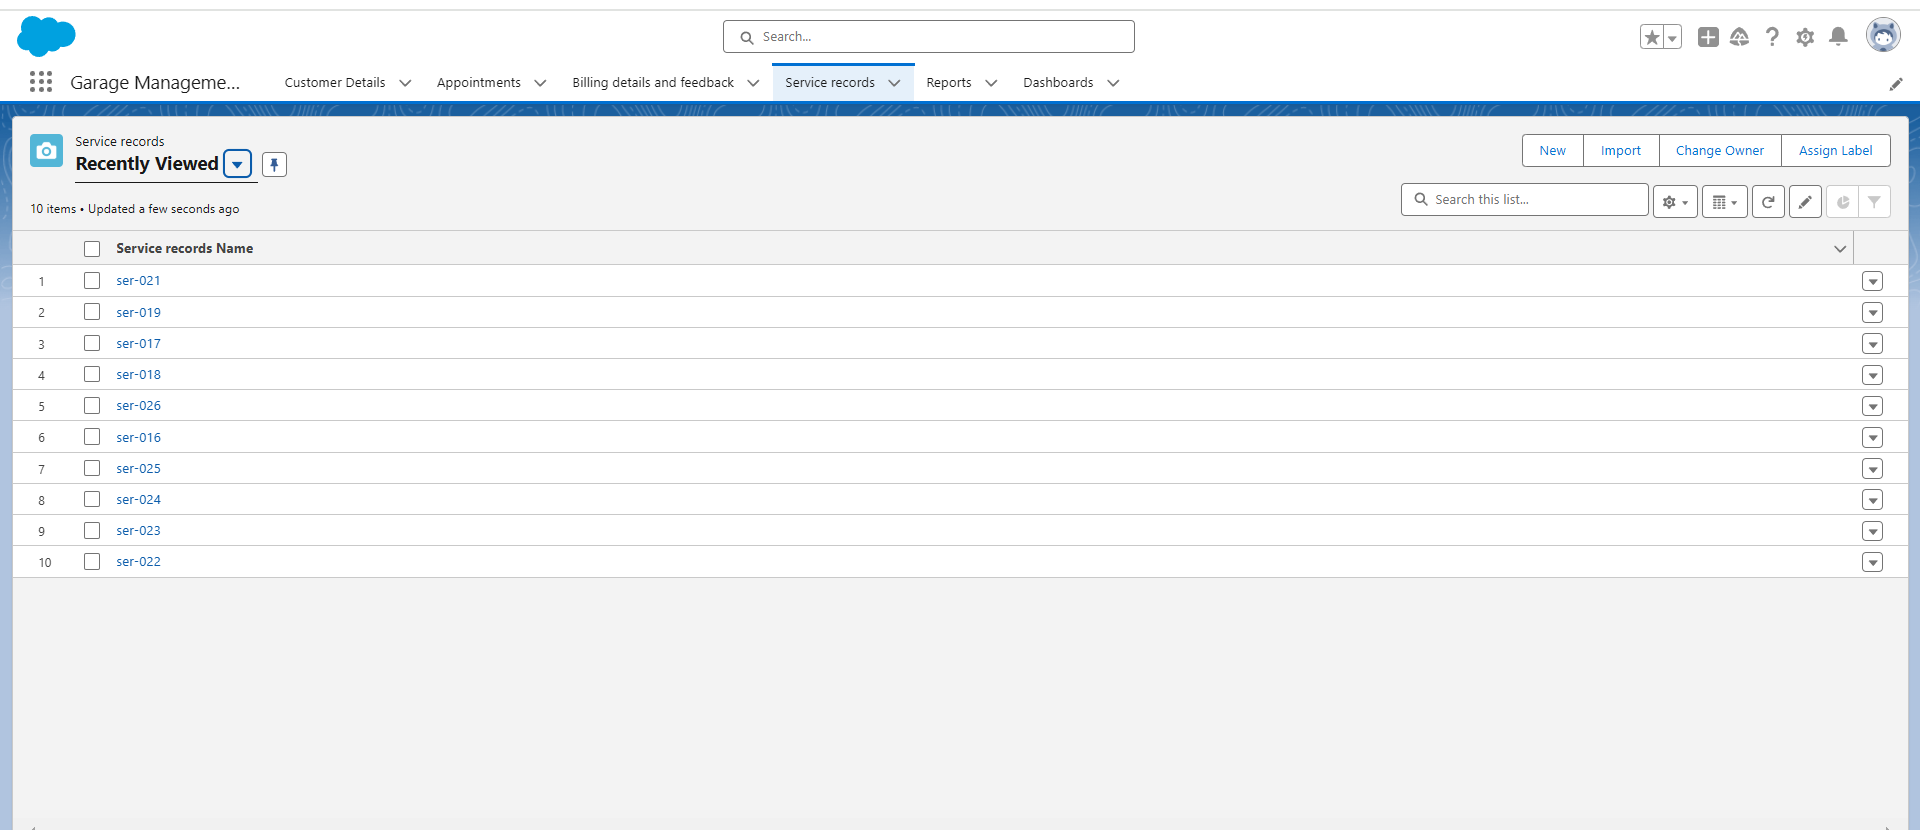 Search...
Garage Manageme...
Customer Details
Appointments
Billing details and feedback
Service records
Reports
Dashboards
Service records
Recently Viewed
New
Import
Change Owner
Assign Label
10 items • Updated a few seconds ago
Search this list...
Service records Name
1 ser-021
2 ser-019
3 ser-017
4 ser-018
5 ser-026
6 ser-016
7 ser-025
8 ser-024
9 ser-023
10 ser-022